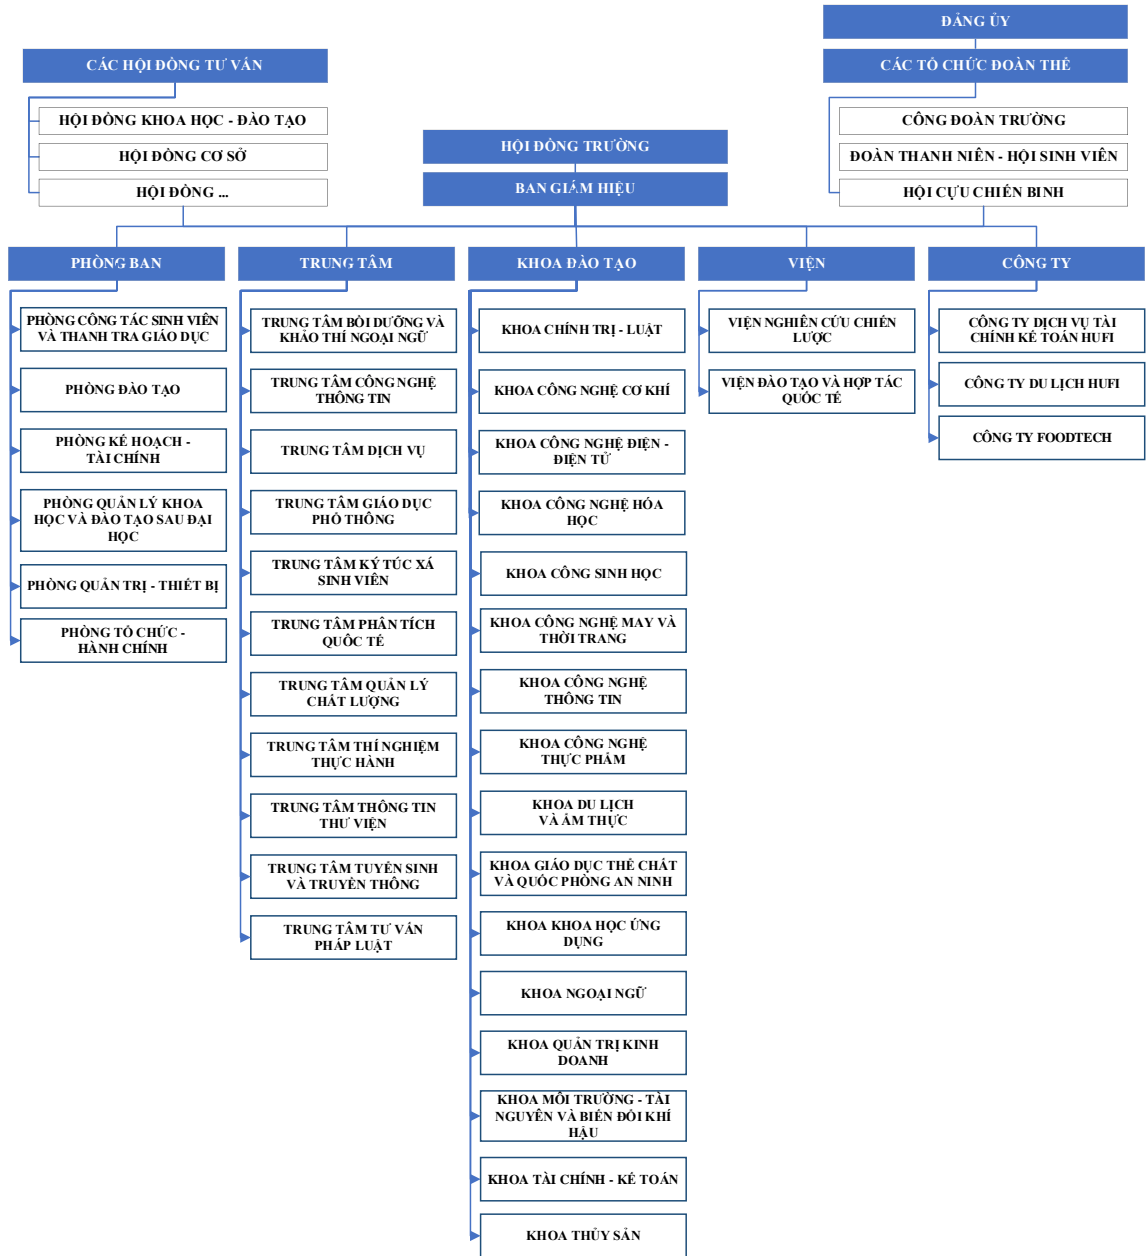 ĐẢNG ỦY
CÁC HỘI ĐỒNG TƯ VẤN
CÁC TỔ CHỨC ĐOÀN THỂ
HỘI ĐỒNG KHOA HỌC - ĐÀO TẠO
HỘI ĐỒNG CƠ SỞ
HỘI ĐỒNG ...
HỘI ĐỒNG TRƯỜNG
BAN GIÁM HIỆU
CÔNG ĐOÀN TRƯỜNG
ĐOÀN THANH NIÊN - HỘI SINH VIÊN
HỘI CỰU CHIẾN BINH
PHÒNG BAN
PHÒNG CÔNG TÁC SINH VIÊN
VÀ THANH TRA GIÁO DỤC
PHÒNG ĐÀO TẠO
PHÒNG KẾ HOẠCH -
TÀI CHÍNH
PHÒNG QUẢN LÝ KHOA
HỌC VÀ ĐÀO TẠO SAU ĐẠI
HỌC
PHÒNG QUẢN TRỊ - THIẾT BỊ
PHÒNG TỔ CHỨC -
HÀNH CHÍNH
TRUNG TÂM
TRUNG TÂM BỒI DƯỠNG VÀ
KHẢO THÍ NGOẠI NGỮ
TRUNG TÂM CÔNG NGHỆ
THÔNG TIN
TRUNG TÂM DỊCH VỤ
TRUNG TÂM GIÁO DỤC
PHỔ THÔNG
TRUNG TÂM KÝ TÚC XÁ
SINH VIÊN
TRUNG TÂM PHÂN TÍCH
QUỐC TẾ
TRUNG TÂM QUẢN LÝ
CHẤT LƯỢNG
TRUNG TÂM THÍ NGHIỆM
THỰC HÀNH
TRUNG TÂM THÔNG TIN
THƯ VIỆN
TRUNG TÂM TUYỂN SINH
VÀ TRUYỀN THÔNG
TRUNG TÂM TƯ VẤN
PHÁP LUẬT
KHOA ĐÀO TẠO
KHOA CHÍNH TRỊ - LUẬT
KHOA CÔNG NGHỆ CƠ KHÍ
KHOA CÔNG NGHỆ ĐIỆN -
ĐIỆN TỬ
KHOA CÔNG NGHỆ HÓA
HỌC
KHOA CÔNG SINH HỌC
KHOA CÔNG NGHỆ MAY VÀ
THỜI TRANG
KHOA CÔNG NGHỆ
THÔNG TIN
KHOA CÔNG NGHỆ
THỰC PHẨM
KHOA DU LỊCH
VÀ ẨM THỰC
KHOA GIÁO DỤC THỂ CHẤT
VÀ QUỐC PHÒNG AN NINH
KHOA KHOA HỌC ỨNG
DỤNG
KHOA NGOẠI NGỮ
KHOA QUẢN TRỊ KINH
DOANH
KHOA MÔI TRƯỜNG - TÀI
NGUYÊN VÀ BIẾN ĐỔI KHÍ
HẬU
KHOA TÀI CHÍNH - KẾ TOÁN
KHOA THỦY SẢN
VIỆN
VIỆN NGHIÊN CỨU CHIẾN
LƯỢC
VIỆN ĐÀO TẠO VÀ HỢP TÁC
QUỐC TẾ
CÔNG TY
CÔNG TY DỊCH VỤ TÀI
CHÍNH KẾ TOÁN HUFI
CÔNG TY DU LỊCH HUFI
CÔNG TY FOODTECH